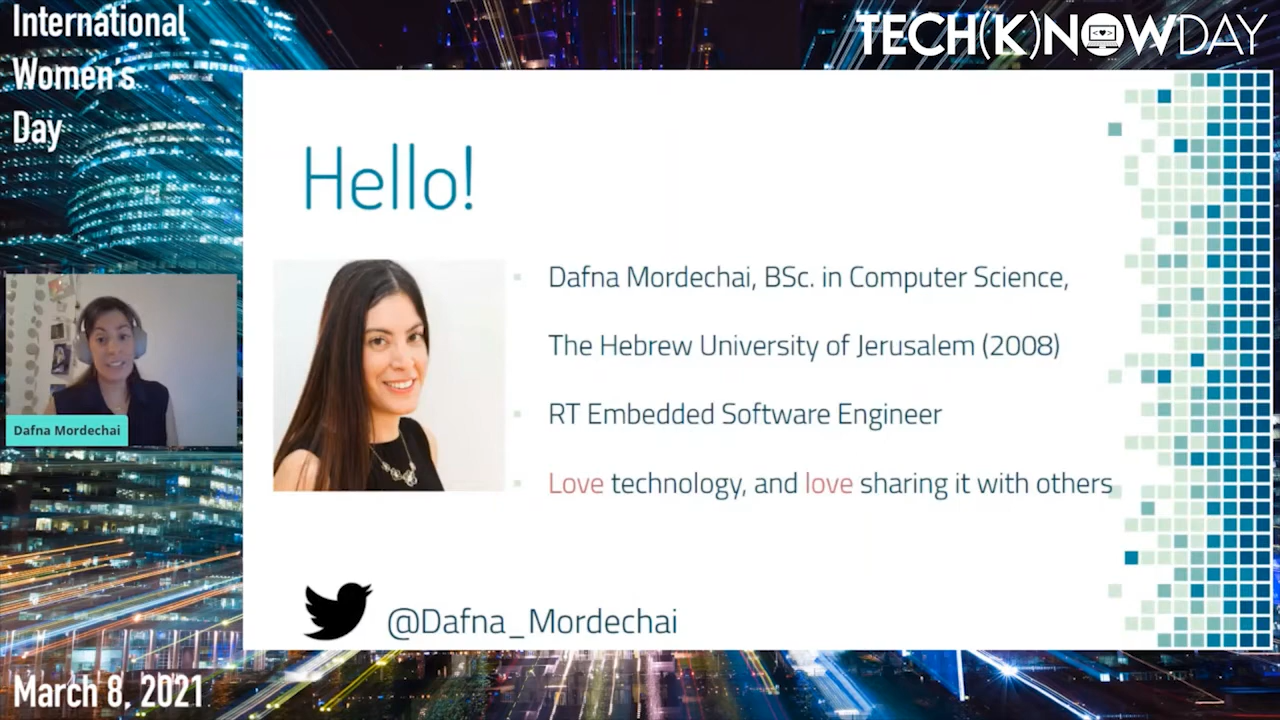 International
Women's
Day
TECH(K)NOWDAY
Hello!
Dafna Mordechai, BSc. in Computer Science,
The Hebrew University of Jerusalem (2008)
RT Embedded Software Engineer
Love technology, and love sharing it with others
@Dafna_Mordechai
Dafna Mordechai
March 8, 2021